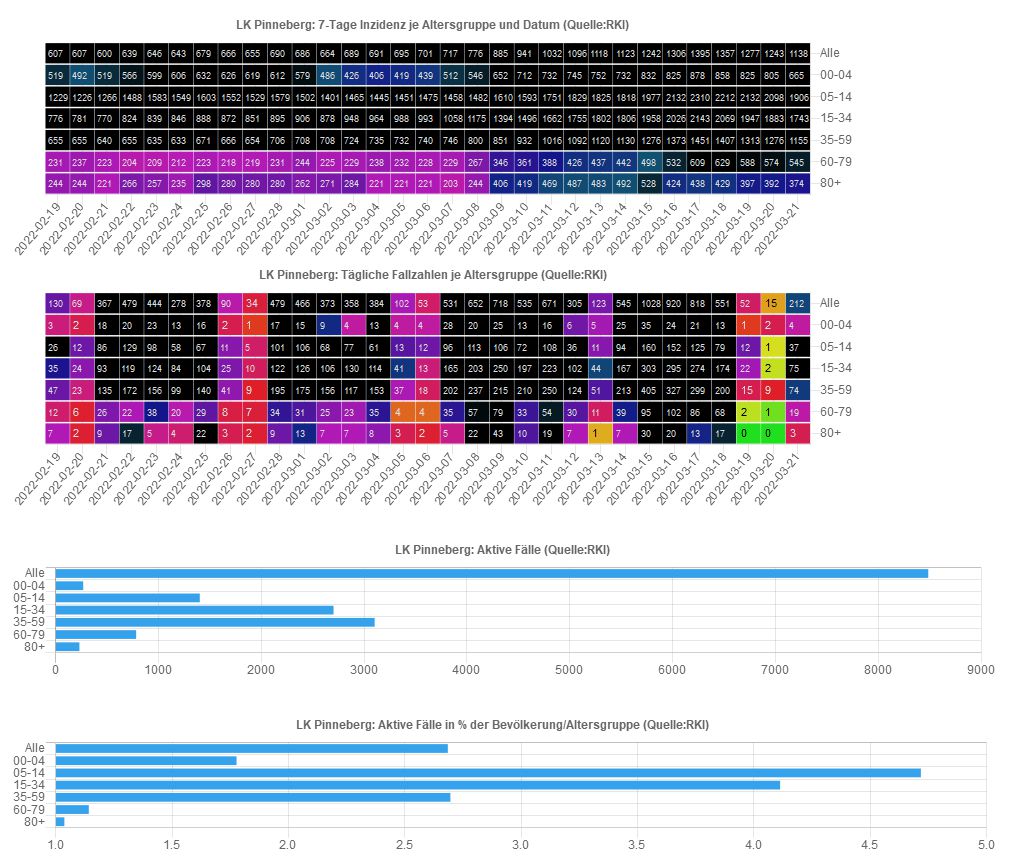 LK Pinneberg: 7-Tage Inzidenz je Altersgruppe und Datum (Quelle:RKI)
607 607 600 639 646 643 679 666 655 690 686 664 689 691 695 701 717 776 885 941 1032 1096 1118 1123 1242 1306 1395 1357 1277 1243 1138 Alle
519 492 519 566 599 606 632 626 619 612 579 486 426 406 419 439 512 546 652 712 732 745 752 732 832 825 878 858 825 805 665 00-04
1229 1226 1266 1488 1583 1549 1603 1552 1529 1579 1502 1401 1465 1445 1451 1475 1458 1482 1610 1593 1751 1829 1825 1818 1977 2132 2310 2212 2132 2098 1906 05-14
776 781 770 824 839 846 888 872 851 895 906 878 948 964 988 993 1058 1175 1394 1496 1662 1755 1802 1806 1958 2026 2143 2069 1947 1883 1743 15-34
655 655 640 655 635 633 671 666 654 706 708 708 724 735 732 740 746 800 851 932 1016 1092 1120 1130 1276 1373 1451 1407 1315 1276 1155 35-59
231 237 223 204 209 212 223 218 219 231 244 225 229 238 232 228 229 267 346 361 388 426 437 442 498 532 609 629 588 574 545 60-79
244 244 221 266 257 235 298 280 280 280 262 271 284 221 221 221 203 244 406 419 469 487 483 492 528 424 438 429 397 392 374 80+
2022-02-19 2022-02-20 2022-02-21 2022-02-22 2022-02-23 2022-02-24 2022-02-25 2022-02-26 2022-02-27 2022-02-28 2022-03-01 2022-03-02 2022-03-03 2022-03-04 2022-03-05 2022-03-06 2022-03-07 2022-03-08 2022-03-09 2022-03-10 2022-03-11 2022-03-12 2022-03-13 2022-03-14 2022-03-15 2022-03-16 2022-03-17 2022-03-18 2022-03-19 2022-03-20 2022-03-21
LK Pinneberg: Tägliche Fallzahlen je Altersgruppe (Quelle:RKI)
130 69 367 479 444 278 378 90 34 479 466 373 358 384 102 53 531 652 718 535 671 305 123 545 1028 920 818 551 52 15 212 Alle
3 2 18 20 23 13 16 2 1 17 15 9 4 13 4 4 28 20 25 13 16 6 5 25 35 24 21 13 1 2 4 00-04
26 12 86 129 98 58 67 11 5 101 106 68 77 61 13 12 96 113 106 72 108 36 11 94 160 152 125 79 12 1 37 05-14
35 24 93 119 124 84 104 25 10 122 126 106 130 114 41 13 165 203 250 197 223 102 44 167 303 295 274 174 22 2 75 15-34
47 23 135 172 156 99 140 41 9 195 175 156 117 153 37 18 202 237 215 210 250 124 51 213 405 327 299 200 15 9 74 35-59
12 6 26 22 38 20 29 8 7 34 31 25 23 35 4 4 35 57 79 33 54 30 11 39 95 102 86 68 2 1 19 60-79
7 2 9 17 5 4 22 3 2 9 13 7 7 8 3 2 5 22 43 10 19 7 1 7 30 20 13 17 0 0 3 80+
2022-02-19 2022-02-20 2022-02-21 2022-02-22 2022-02-23 2022-02-24 2022-02-25 2022-02-26 2022-02-27 2022-02-28 2022-03-01 2022-03-02 2022-03-03 2022-03-04 2022-03-05 2022-03-06 2022-03-07 2022-03-08 2022-03-09 2022-03-10 2022-03-11 2022-03-12 2022-03-13 2022-03-14 2022-03-15 2022-03-16 2022-03-17 2022-03-18 2022-03-19 2022-03-20 2022-03-21
LK Pinneberg: Aktive Fälle (Quelle:RKI)
Alle
00-04
05-14
15-34
35-59
60-79
80+
0 1000 2000 3000 4000 5000 6000 7000 8000 9000
LK Pinneberg: Aktive Fälle in % der Bevölkerung/Altersgruppe (Quelle:RKI)
Alle
00-04
05-14
15-34
35-59
60-79
80+
1.0 1.5 2.0 2.5 3.0 3.5 4.0 4.5 5.0